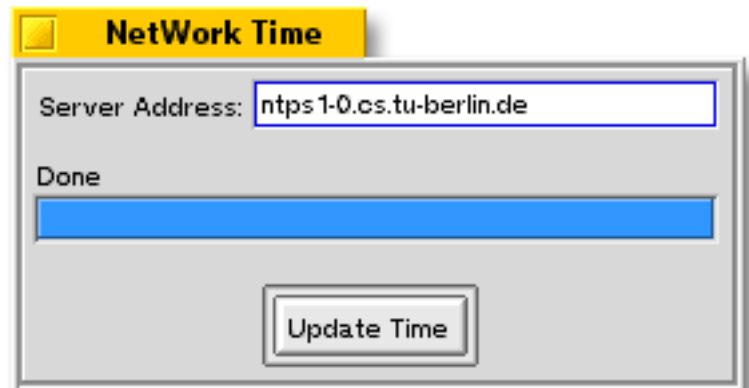 NetWork Time
Server Address: ntps1-0.cs.tu-berlin.de
Done
Update Time